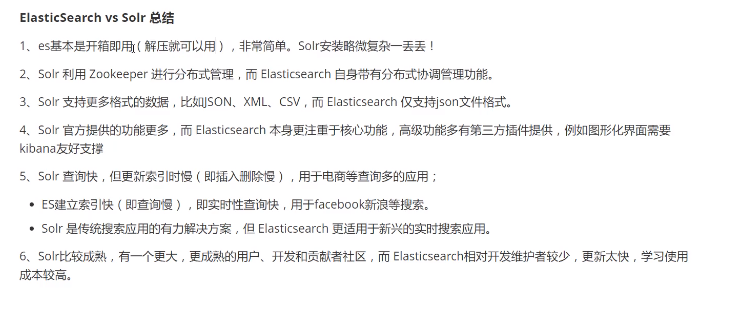 ElasticSearch vs Solr 总结
1、es基本是开箱即用（解压就可以用），非常简单。Solr安装略微复杂一丢丢！
2、Solr 利用 Zookeeper 进行分布式管理，而 Elasticsearch 自身带有分布式协调管理功能。
3、Solr 支持更多格式的数据，比如JSON、XML、CSV，而 Elasticsearch 仅支持json文件格式。
4、Solr 官方提供的功能更多，而 Elasticsearch 本身更注重于核心功能，高级功能多有第三方插件提供，例如图形化界面需要
kibana友好支撑
5、Solr 查询快，但更新索引时慢（即插入删除慢），用于电商等查询多的应用；
• ES建立索引快（即查询慢），即实时性查询快，用于facebook新浪等搜索。
• Solr 是传统搜索应用的有力解决方案，但 Elasticsearch 更适用于新兴的实时搜索应用。
6、Solr比较成熟，有一个更大，更成熟的用户、开发和贡献者社区，而 Elasticsearch相对开发维护者较少，更新太快，学习使用
成本较高。